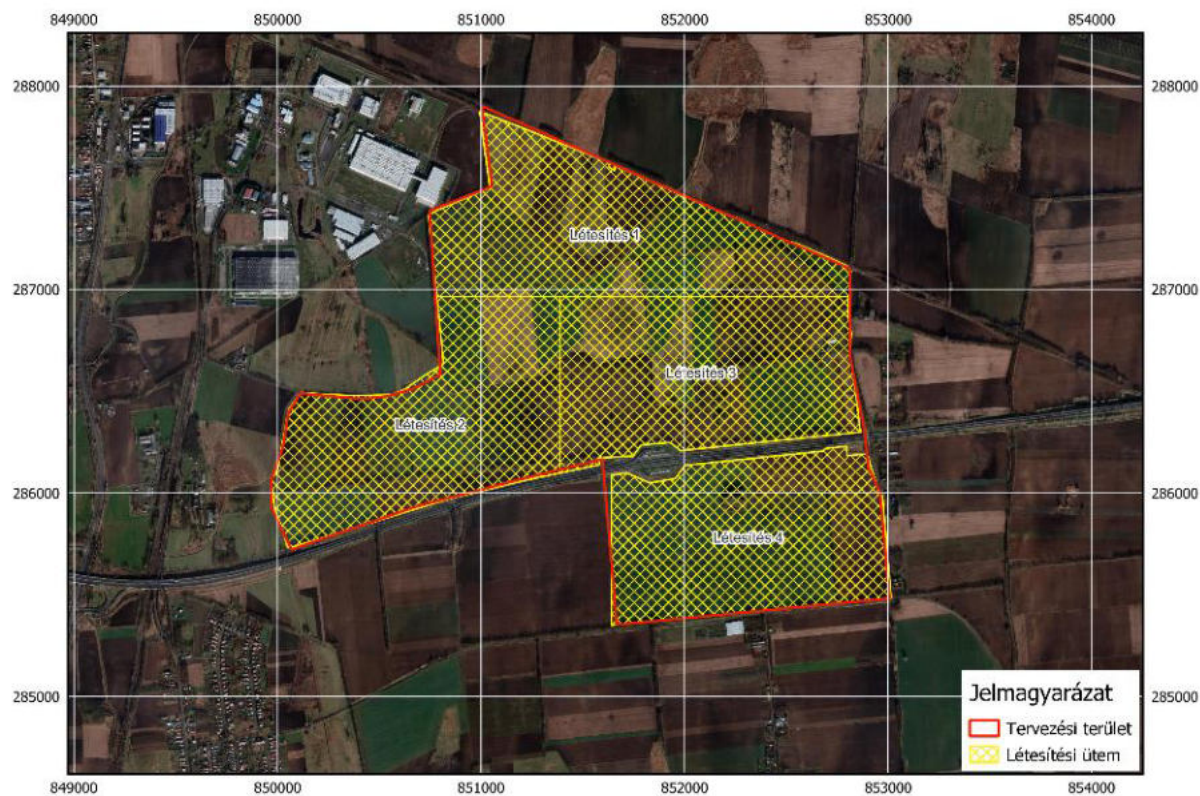 849000 850000 851000 852000 853000 854000
288000 288000
Létesítés 1
287000 287000
Létesítés 3
Létesítés 2
286000 286000
Létesítés 4
285000 285000
Jelmagyarázat
Tervezési terület
Létesítési ütem
849000 850000 851000 852000 853000 854000